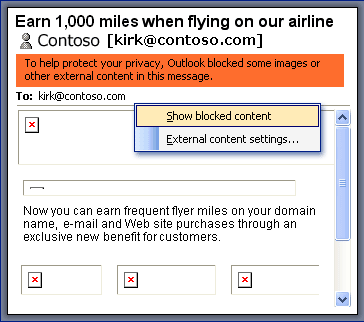 Earn 1,000 miles when flying on our airline
Contoso [kirk@contoso.com]
To help protect your privacy, Outlook blocked some images or
other external content in this message.
To: kirk@contoso.com
Show blocked content
External content settings...
Now you can earn frequent flyer miles on your domain
name, e-mail and Web site purchases through an
exclusive new benefit for customers.